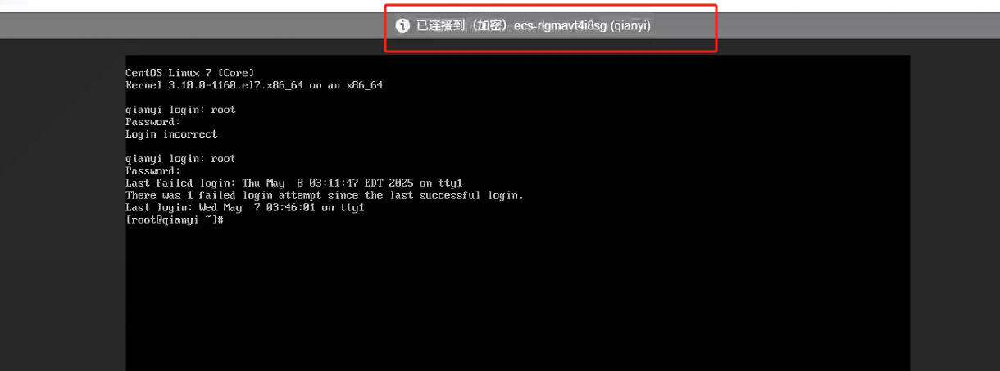 已连接到（加密）ecs-rlgmavt4i8sg (qianyi)
CentOS Linux 7 (Core)
Kernel 3.10.0-1160.el7.x86_64 on an x86_64
qianyi login: root
Password:
Login incorrect
qianyi login: root
Password:
Last failed login: Thu May  8 03:11:47 EDT 2025 on tty1
There was 1 failed login attempt since the last successful login.
Last login: Wed May  7 03:46:01 on tty1
[root@qianyi ~]#